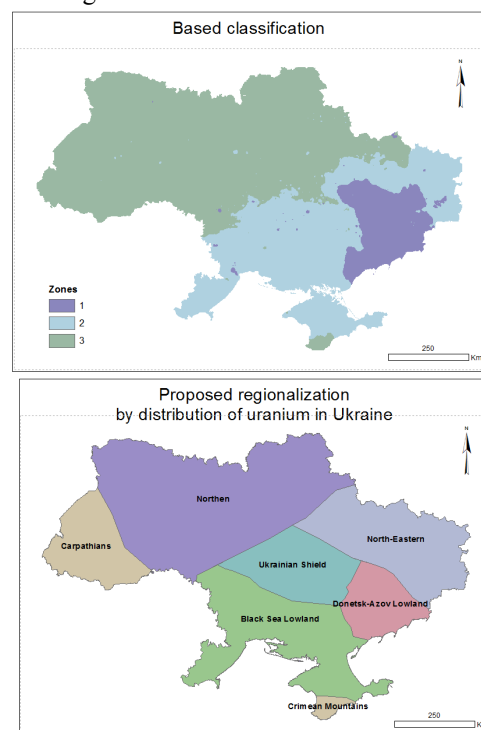 Based classification
N
Zones
1
2
3
250
Km
Proposed regionalization
by distribution of uranium in Ukraine
N
Northen
Carpathians
North-Eastern
Ukrainian Shield
Donetsk-Azov Lowland
Black Sea Lowland
Crimean Mountains
250